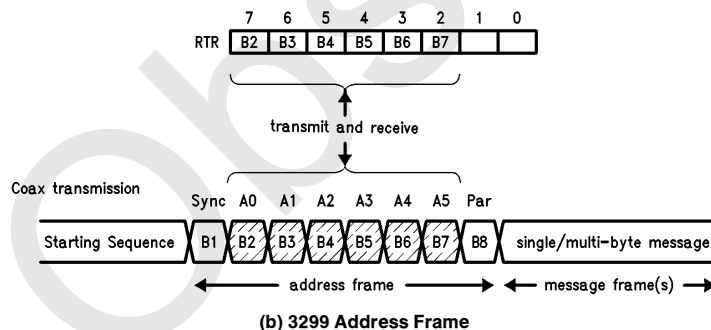 7 6 5 4 3 2 1 0
RTR B2 B3 B4 B5 B6 B7
transmit and receive
Coax transmission
Sync A0 A1 A2 A3 A4 A5 Par
Starting Sequence B1 B2 B3 B4 B5 B6 B7 B8 single/multi-byte message
address frame message frame(s)
(b) 3299 Address Frame